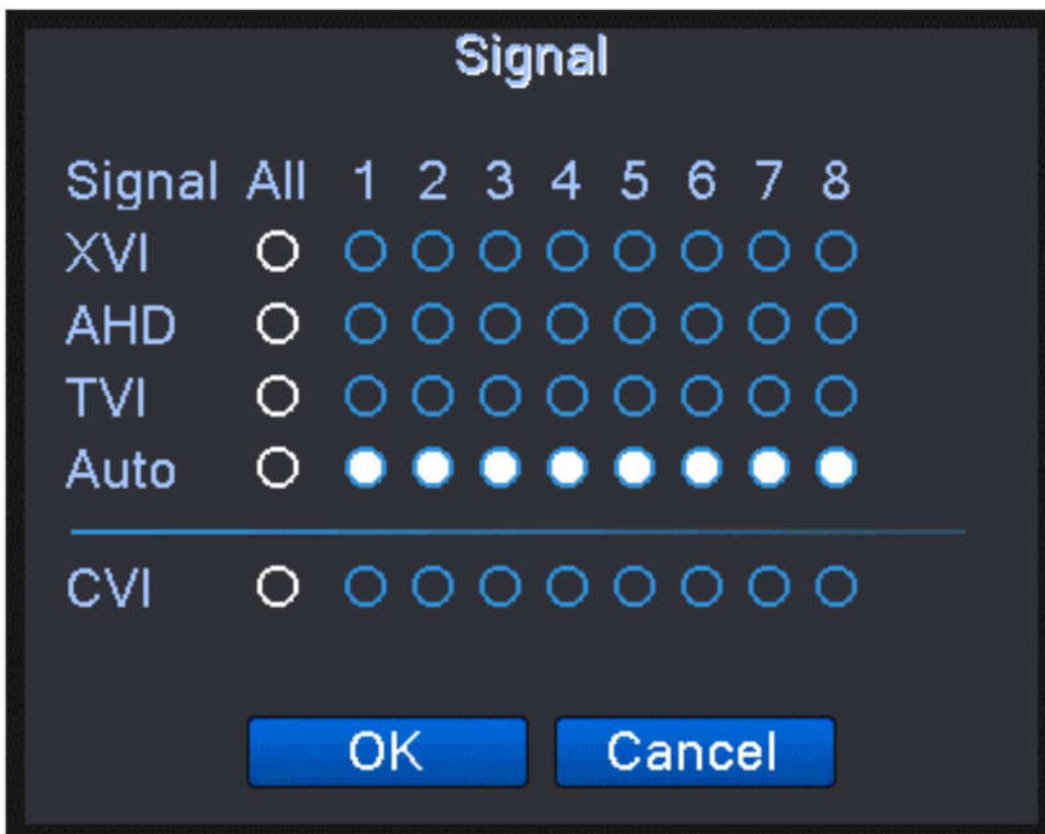 Signal
Signal All 1 2 3 4 5 6 7 8
XVI
AHD
TVI
Auto
CVI
OK Cancel